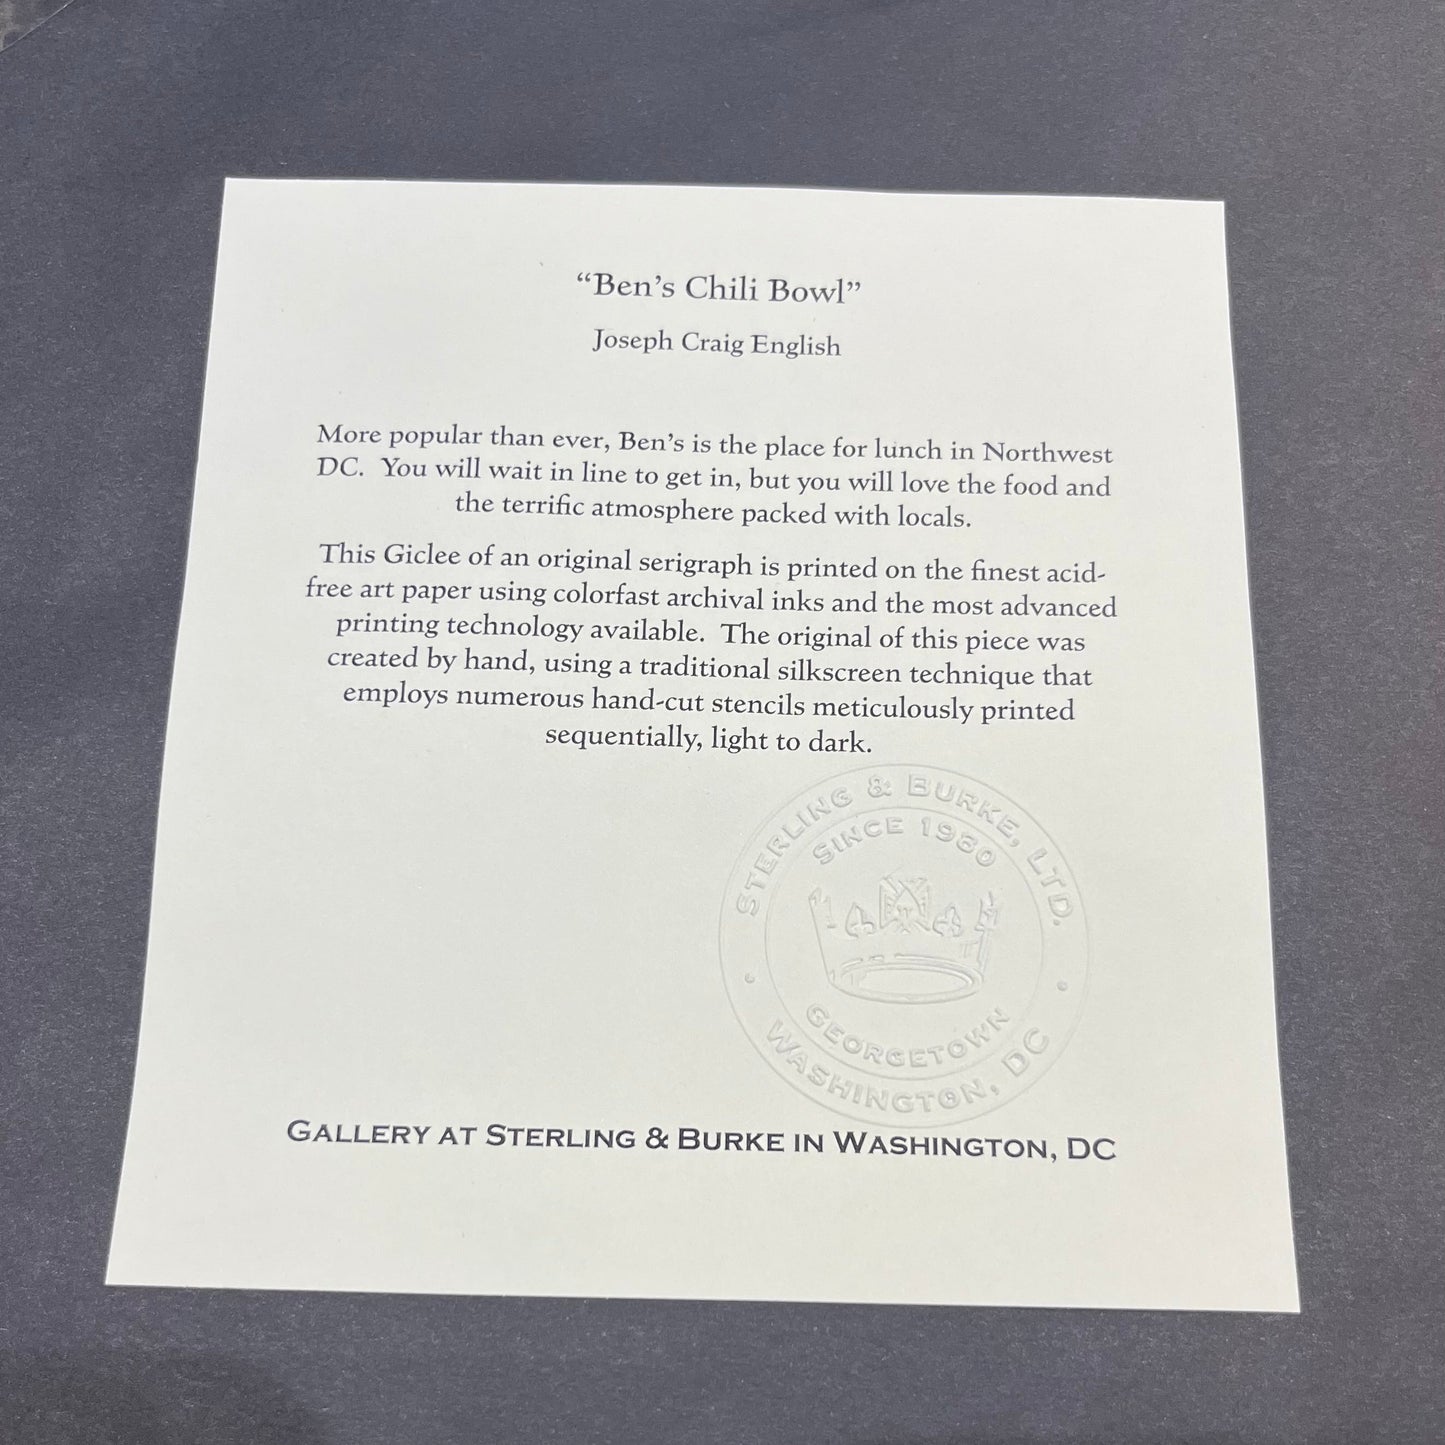 “Ben’s Chili Bowl”
Joseph Craig English
More popular than ever, Ben’s is the place for lunch in Northwest
DC.  You will wait in line to get in, but you will love the food and
the terrific atmosphere packed with locals.
This Giclee of an original serigraph is printed on the finest acid-
free art paper using colorfast archival inks and the most advanced
printing technology available.  The original of this piece was
created by hand, using a traditional silkscreen technique that
employs numerous hand-cut stencils meticulously printed
sequentially, light to dark.
STERLING & BURKE, LTD.
SINCE 1980
GEORGETOWN
WASHINGTON, DC
GALLERY AT STERLING & BURKE IN WASHINGTON, DC